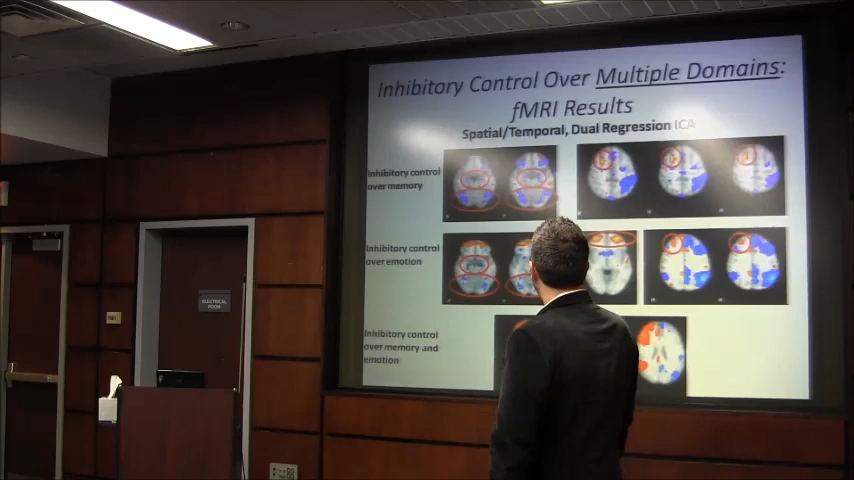 Inhibitory Control Over Multiple Domains:
fMRI Results
Spatial/Temporal, Dual Regression ICA
Inhibitory control
over memory
Inhibitory control
over emotion
Inhibitory control
over memory and
emotion
ELECTRICAL
ROOM